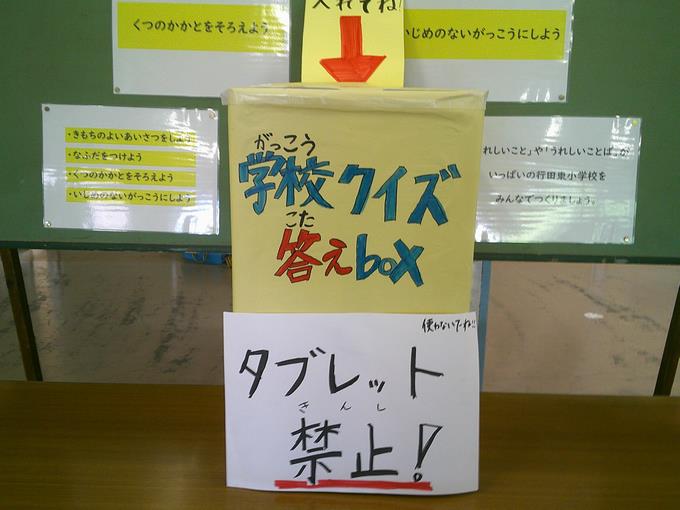 くつのかかとをそろえよう
入れてね!
いじめのないがっこうにしよう
・きもちのよいあいさつをしよう
・なふだをつけよう
・くつのかかとをそろえよう
・いじめのないがっこうにしよう
がっこう
学校クイズ
こた
答えbox
れしいこと」や「うれしいことば」が
いっぱいの行田東小学校を
みんなでつくりましょう。
使わないでね!!
タブレット
きんし
禁止!